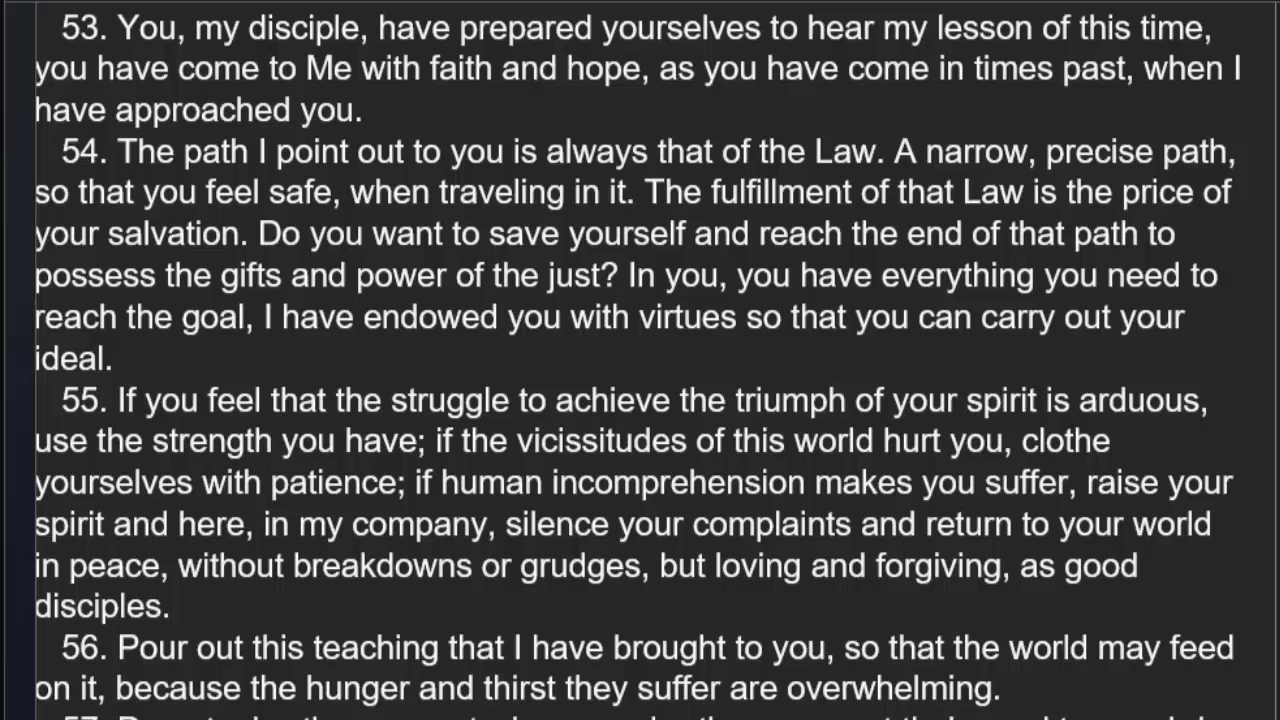 53. You, my disciple, have prepared yourselves to hear my lesson of this time,
you have come to Me with faith and hope, as you have come in times past, when I
have approached you.
54. The path I point out to you is always that of the Law. A narrow, precise path,
so that you feel safe, when traveling in it. The fulfillment of that Law is the price of
your salvation. Do you want to save yourself and reach the end of that path to
possess the gifts and power of the just? In you, you have everything you need to
reach the goal, I have endowed you with virtues so that you can carry out your
ideal.
55. If you feel that the struggle to achieve the triumph of your spirit is arduous,
use the strength you have; if the vicissitudes of this world hurt you, clothe
yourselves with patience; if human incomprehension makes you suffer, raise your
spirit and here, in my company, silence your complaints and return to your world
in peace, without breakdowns or grudges, but loving and forgiving, as good
disciples.
56. Pour out this teaching that I have brought to you, so that the world may feed
on it, because the hunger and thirst they suffer are overwhelming.